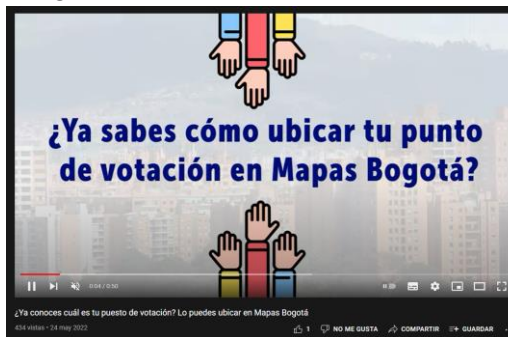 ¿Ya sabes cómo ubicar tu punto
de votación en Mapas Bogotá?
0:04 / 0:50
¿Ya conoces cuál es tu puesto de votación? Lo puedes ubicar en Mapas Bogotá
434 vistas • 24 may 2022
1 NO ME GUSTA COMPARTIR GUARDAR